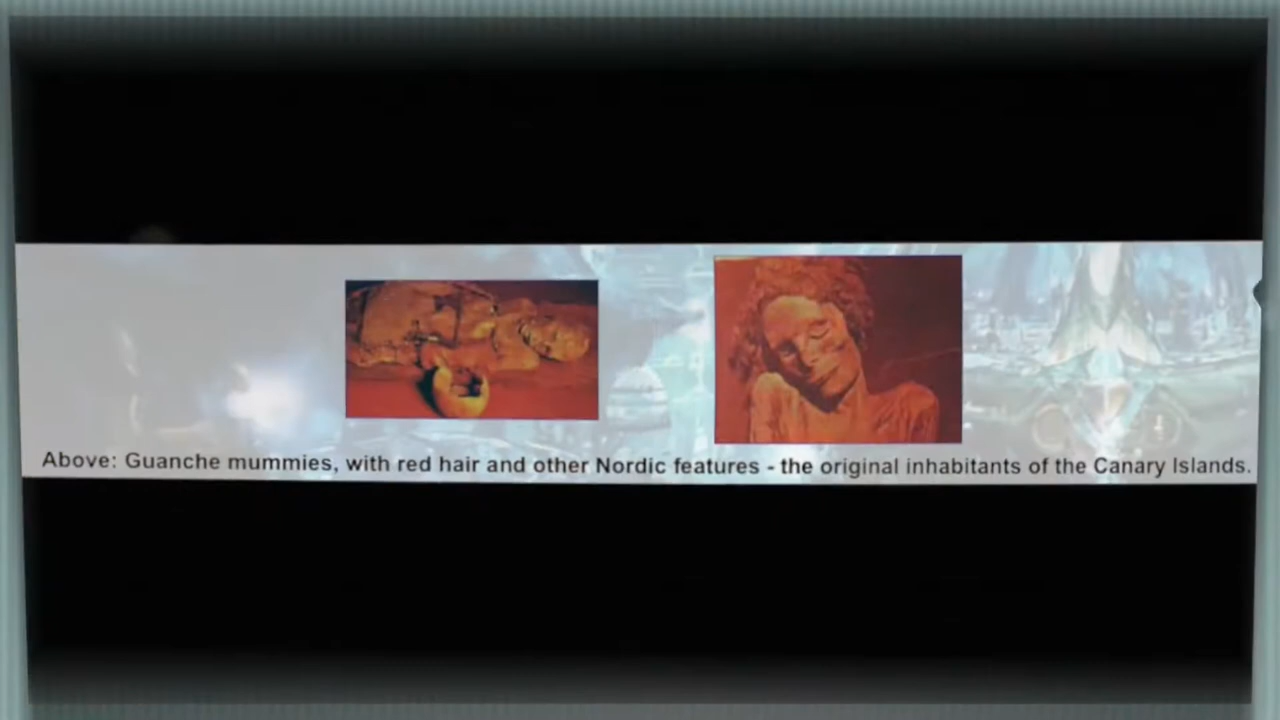 Above: Guanche mummies, with red hair and other Nordic features - the original inhabitants of the Canary Islands.